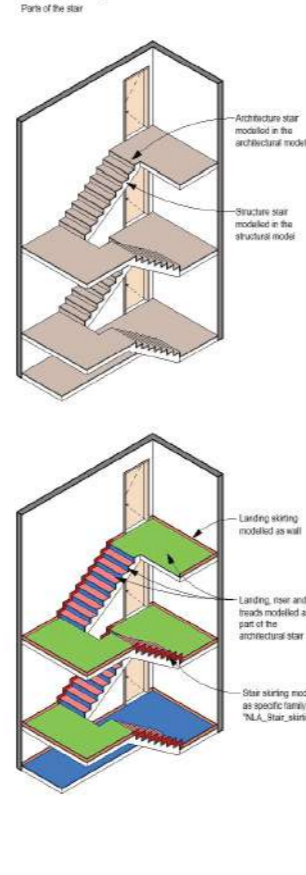 Parts of the stair
Architecture stair
modelled in the
architectural model
Structure stair
modelled in the
structural model
Landing skirting
modelled as wall
Landing, riser and
treads modelled a
part of the
architectural stair
Stair skirting mod
as specific family
"NLA_Stair_skirti